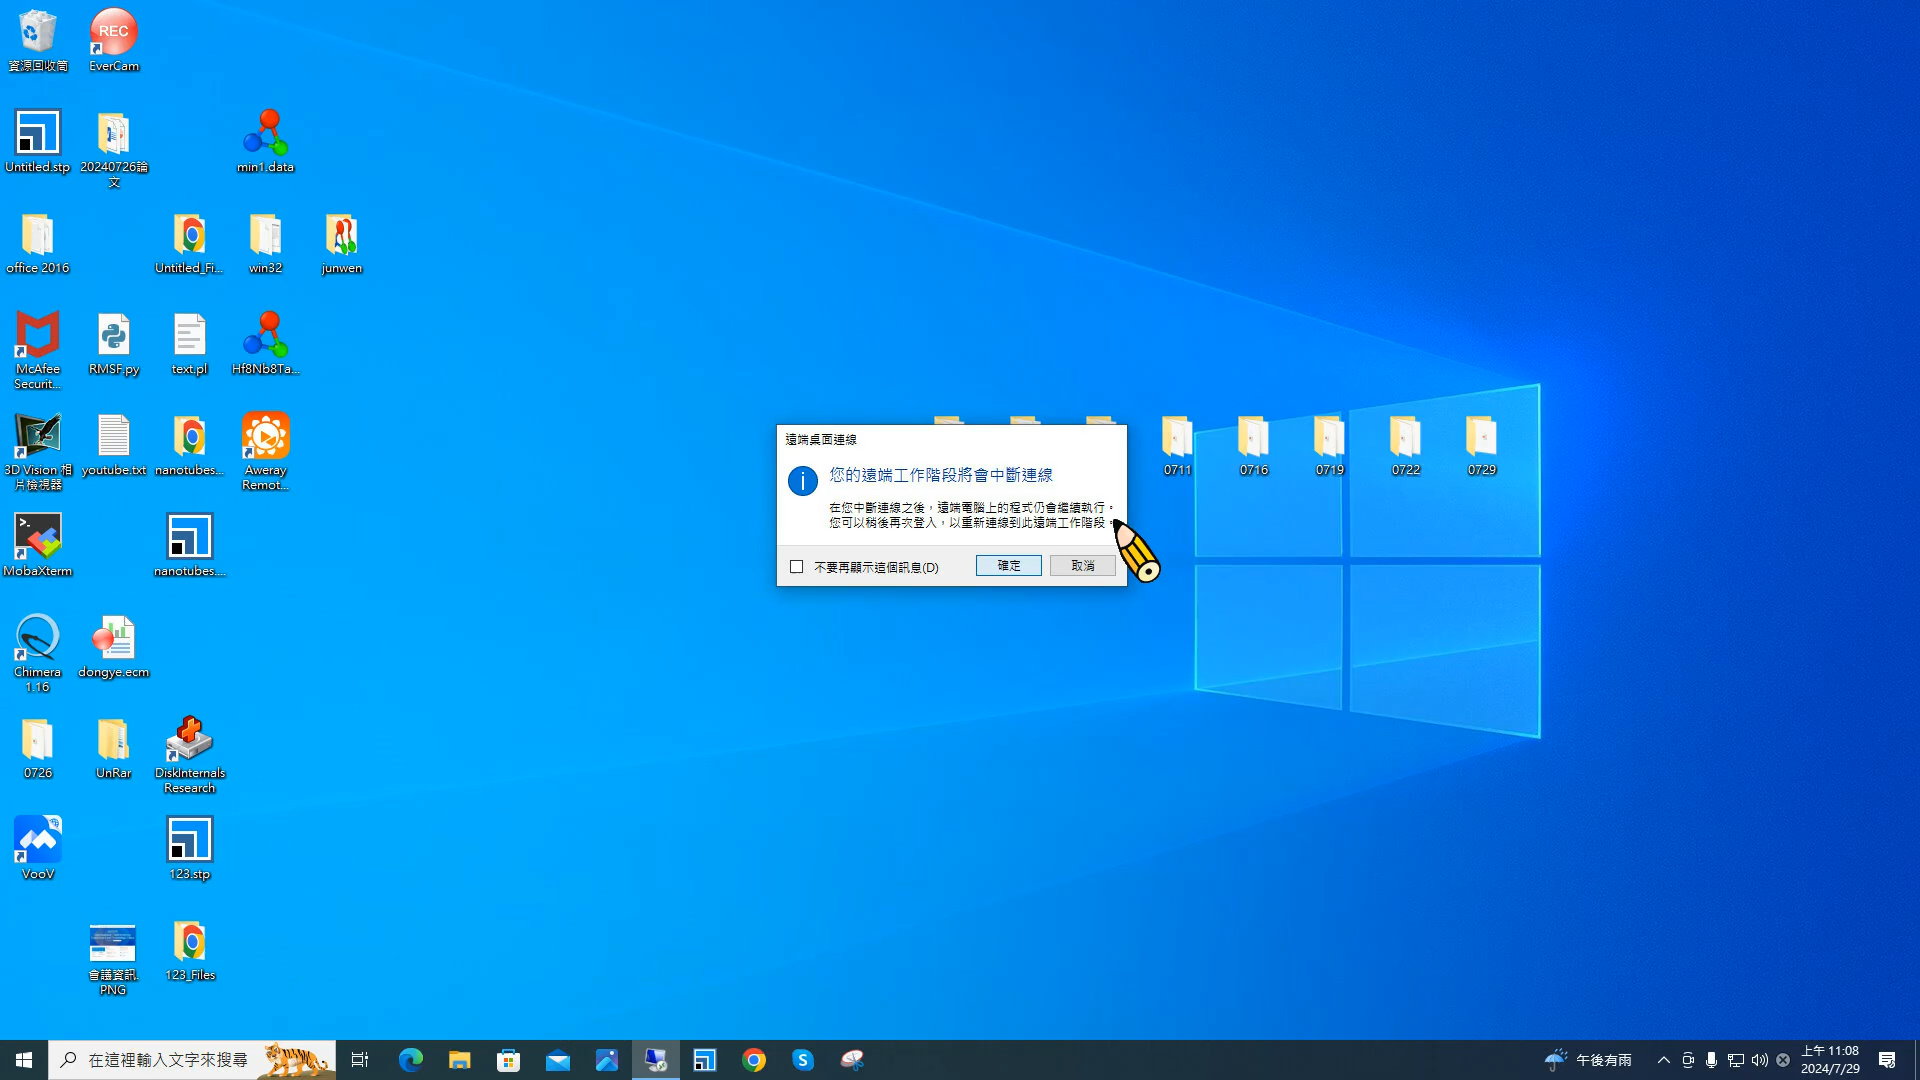 資源回收筒
REC
EverCam
Untitled.stp
20240726論
文
min1.data
office 2016
Untitled_Fi...
win32
junwen
McAfee
Securit...
RMSF.py
text.pl
Hf8Nb8Ta...
3D Vision 相
片檢視器
youtube.txt
nanotubes...
Aweray
Remot...
0711
0716
0719
0722
0729
遠端桌面連線
您的遠端工作階段將會中斷連線
在您中斷連線之後，遠端電腦上的程式仍會繼續執行。
您可以稍後再次登入，以重新連線到此遠端工作階段。
不要再顯示這個訊息(D)
確定
取消
MobaXterm
nanotubes....
Chimera
1.16
dongye.ecm
0726
UnRar
DiskInternals
Research
VooV
123.stp
會議資訊.
PNG
123_Files
在這裡輸入文字來搜尋
午後有雨
上午 11:08
2024/7/29